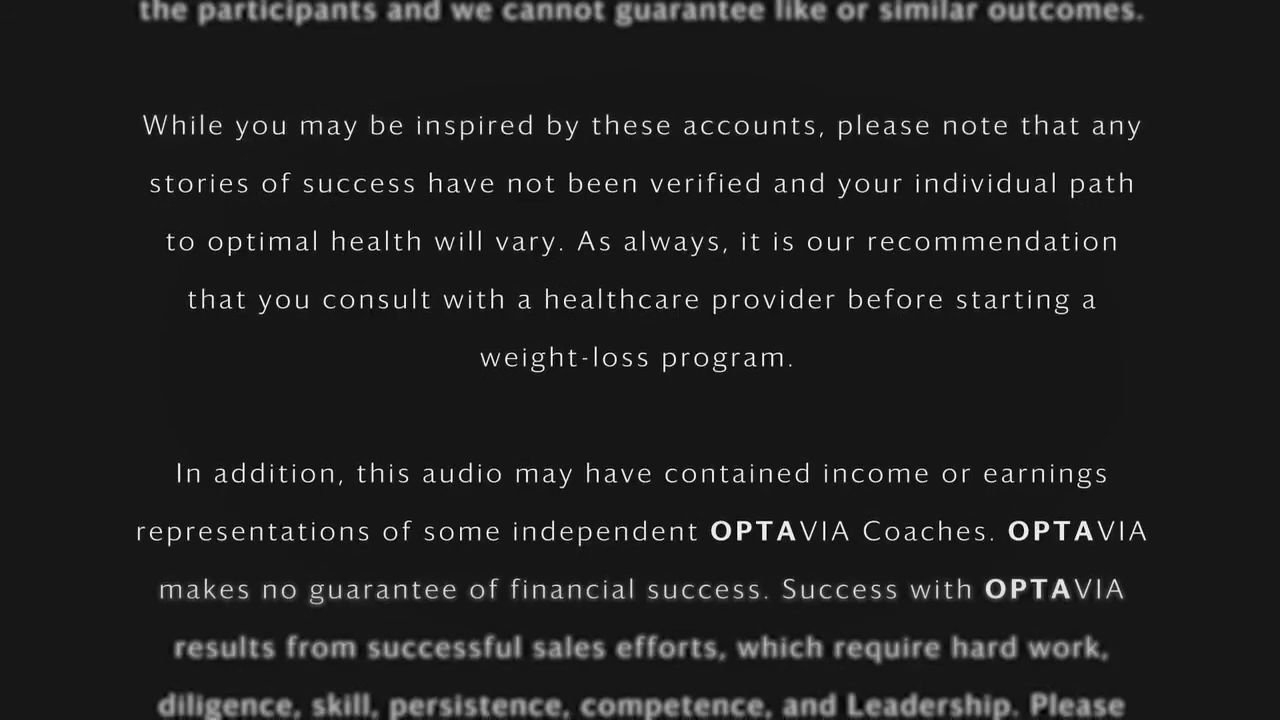 the participants and we cannot guarantee like or similar outcomes.
While you may be inspired by these accounts, please note that any
stories of success have not been verified and your individual path
to optimal health will vary. As always, it is our recommendation
that you consult with a healthcare provider before starting a
weight-loss program.
In addition, this audio may have contained income or earnings
representations of some independent OPTAVIA Coaches. OPTAVIA
makes no guarantee of financial success. Success with OPTAVIA
results from successful sales efforts, which require hard work,
diligence, skill, persistence, competence, and Leadership. Please